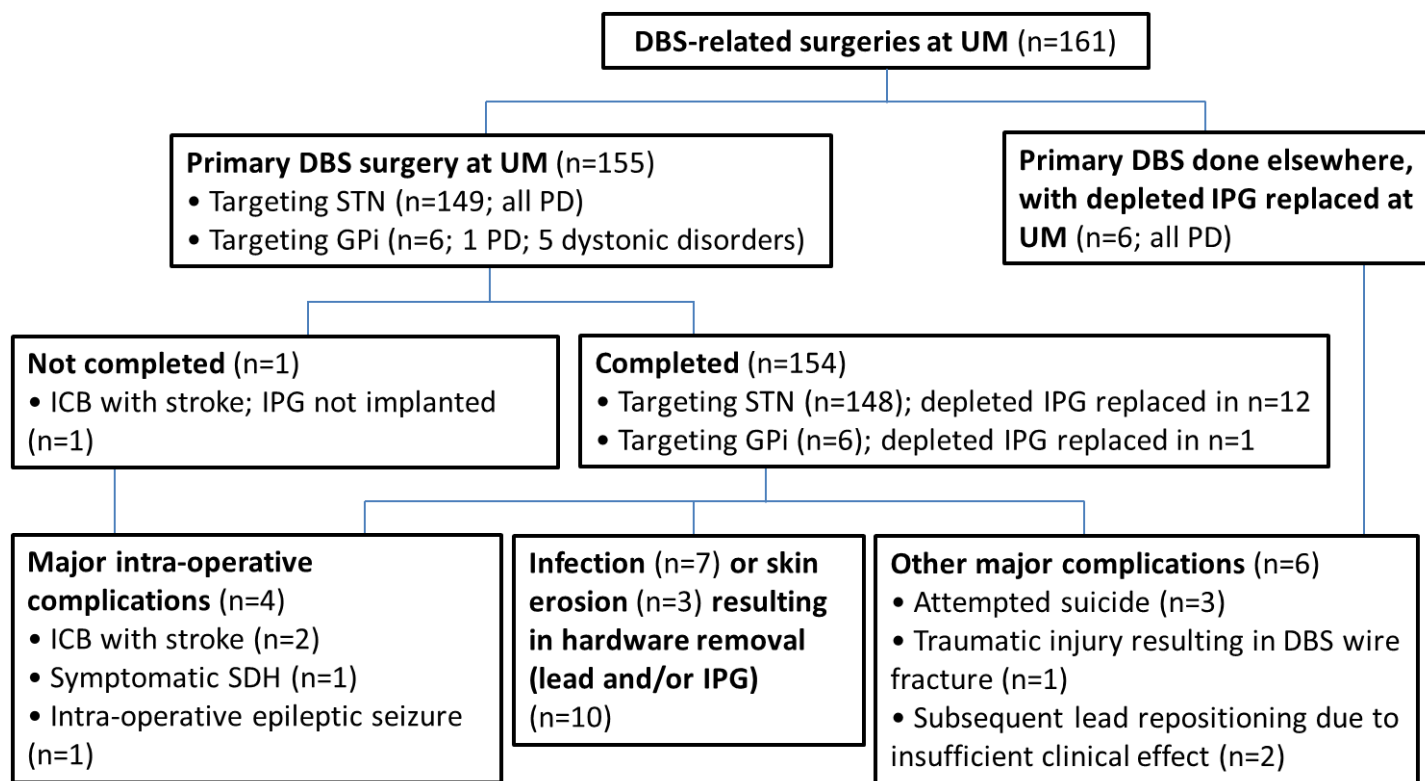 DBS-related surgeries at UM (n=161)
Primary DBS surgery at UM (n=155)
• Targeting STN (n=149; all PD)
• Targeting GPi (n=6; 1 PD; 5 dystonic disorders)
Primary DBS done elsewhere,
with depleted IPG replaced at
UM (n=6; all PD)
Not completed (n=1)
• ICB with stroke; IPG not implanted
(n=1)
Completed (n=154)
• Targeting STN (n=148); depleted IPG replaced in n=12
• Targeting GPi (n=6); depleted IPG replaced in n=1
Major intra-operative
complications (n=4)
• ICB with stroke (n=2)
• Symptomatic SDH (n=1)
• Intra-operative epileptic seizure
(n=1)
Infection (n=7) or skin
erosion (n=3) resulting
in hardware removal
(lead and/or IPG)
(n=10)
Other major complications (n=6)
• Attempted suicide (n=3)
• Traumatic injury resulting in DBS wire
fracture (n=1)
• Subsequent lead repositioning due to
insufficient clinical effect (n=2)